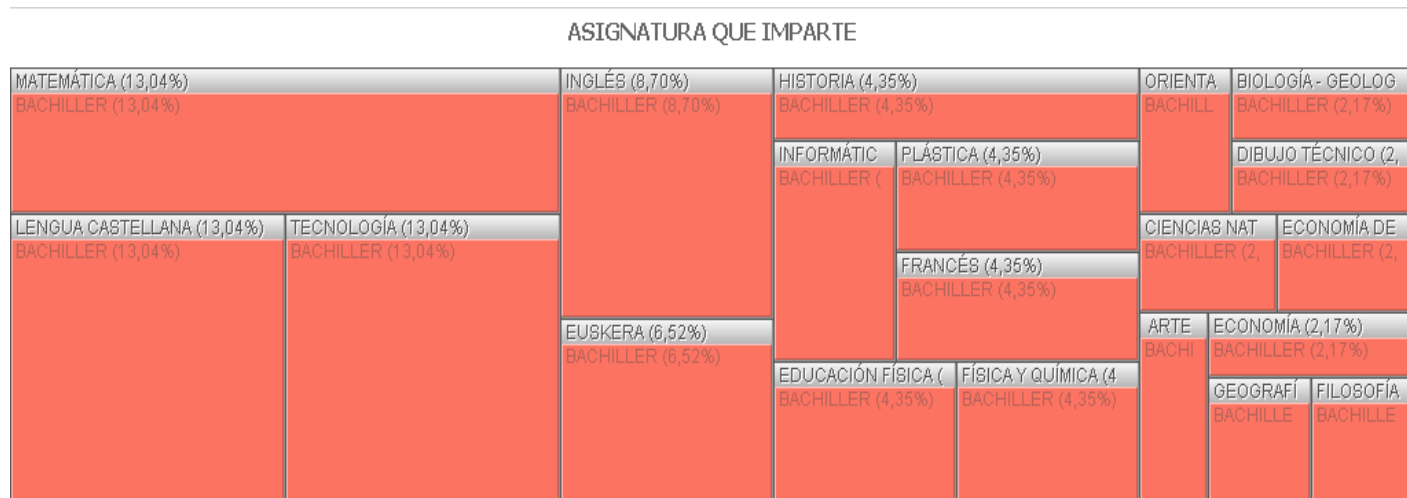 ASIGNATURA QUE IMPARTE
MATEMÁTICA (13,04%)
BACHILLER (13,04%)
LENGUA CASTELLANA (13,04%)
BACHILLER (13,04%)
TECNOLOGÍA (13,04%)
BACHILLER (13,04%)
INGLÉS (8,70%)
BACHILLER (8,70%)
EUSKERA (6,52%)
BACHILLER (6,52%)
HISTORIA (4,35%)
BACHILLER (4,35%)
INFORMÁTIC
BACHILLER (
PLÁSTICA (4,35%)
BACHILLER (4,35%)
FRANCÉS (4,35%)
BACHILLER (4,35%)
EDUCACIÓN FÍSICA (
BACHILLER (4,35%)
FÍSICA Y QUÍMICA (4
BACHILLER (4,35%)
ORIENTA
BACHILL
BIOLOGÍA - GEOLOG
BACHILLER (2,17%)
DIBUJO TÉCNICO (2,
BACHILLER (2,17%)
CIENCIAS NAT
BACHILLER (2,
ECONOMÍA DE
BACHILLER (2,
ARTE
BACHI
ECONOMÍA (2,17%)
BACHILLER (2,17%)
GEOGRAFÍ
BACHILLE
FILOSOFÍA
BACHILLE